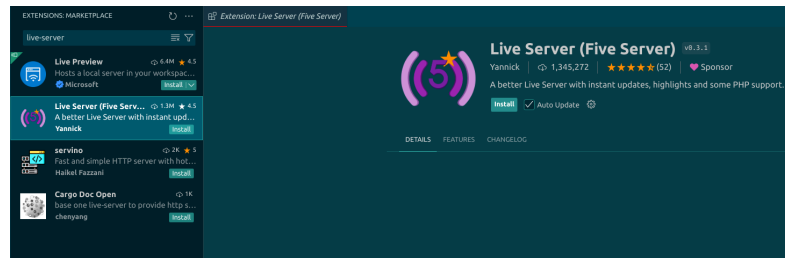 EXTENSIONS: MARKETPLACE
live-server
Live Preview 6.4M ★ 4.5
Hosts a local server in your workspac...
Microsoft Install
Live Server (Five Serv... 1.3M ★ 4.5
A better Live Server with instant upd...
Yannick Install
servino 2K ★ 5
Fast and simple HTTP server with hot...
Haikel Fazzani Install
Cargo Doc Open 1K
base one live-server to provide http s...
chenyang Install
Extension: Live Server (Five Server)
5
Live Server (Five Server) v0.3.1
Yannick 1,345,272 (52) Sponsor
A better Live Server with instant updates, highlights and some PHP support.
Install Auto Update
DETAILS FEATURES CHANGELOG